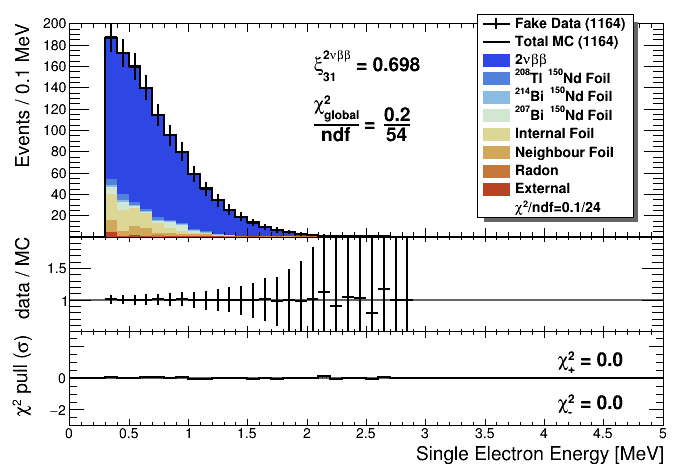 Events / 0.1 MeV
200
180
160
140
120
100
80
60
40
20
ξ³¹ 2νββ = 0.698
χ² global / ndf = 0.2 / 54
Fake Data (1164)
Total MC (1164)
2νββ
²⁰⁸Tl ¹⁵⁰Nd Foil
²¹⁴Bi ¹⁵⁰Nd Foil
²⁰⁷Bi ¹⁵⁰Nd Foil
Internal Foil
Neighbour Foil
Radon
External
χ²/ndf=0.1/24
data / MC
1.5
1
χ² pull (σ)
0
−2
χ²₊ = 0.0
χ²₋ = 0.0
0 0.5 1 1.5 2 2.5 3 3.5 4 4.5 5
Single Electron Energy [MeV]